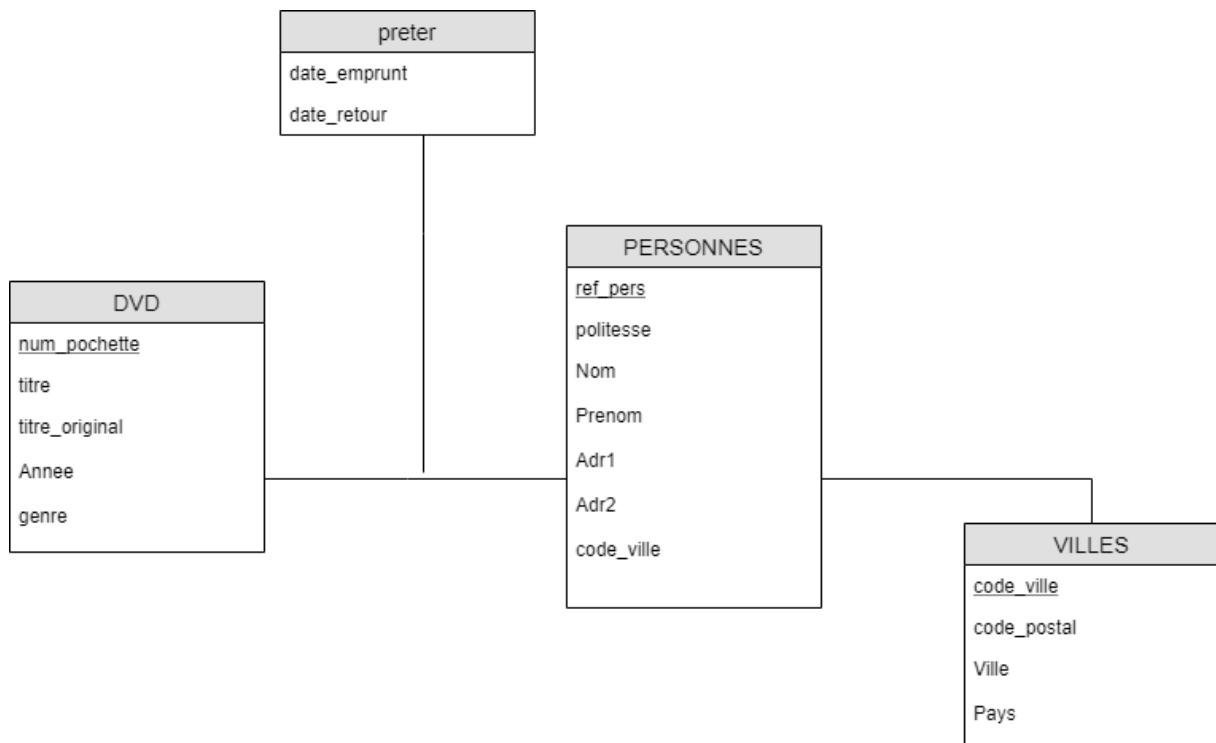 preter
date_emprunt
date_retour
DVD
num_pochette
titre
titre_original
Annee
genre
PERSONNES
ref_pers
politesse
Nom
Prenom
Adr1
Adr2
code_ville
VILLES
code_ville
code_postal
Ville
Pays